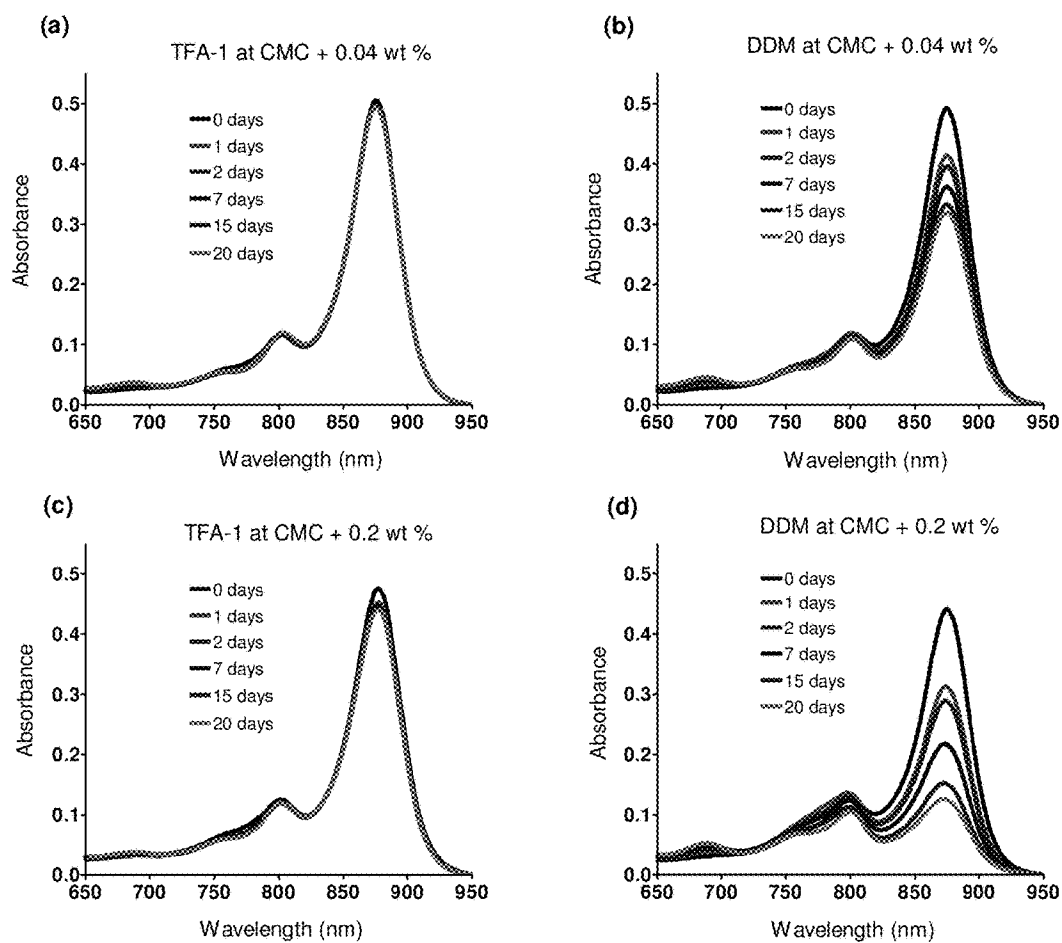 (a)
TFA-1 at CMC + 0.04 wt %
0 days
1 days
2 days
7 days
15 days
20 days
Absorbance
0.5
0.4
0.3
0.2
0.1
0.0
650 700 750 800 850 900 950
Wavelength (nm)
(b)
DDM at CMC + 0.04 wt %
0 days
1 days
2 days
7 days
15 days
20 days
Absorbance
0.5
0.4
0.3
0.2
0.1
0.0
650 700 750 800 850 900 950
Wavelength (nm)
(c)
TFA-1 at CMC + 0.2 wt %
0 days
1 days
2 days
7 days
15 days
20 days
Absorbance
0.5
0.4
0.3
0.2
0.1
0.0
650 700 750 800 850 900 950
Wavelength (nm)
(d)
DDM at CMC + 0.2 wt %
0 days
1 days
2 days
7 days
15 days
20 days
Absorbance
0.5
0.4
0.3
0.2
0.1
0.0
650 700 750 800 850 900 950
Wavelength (nm)